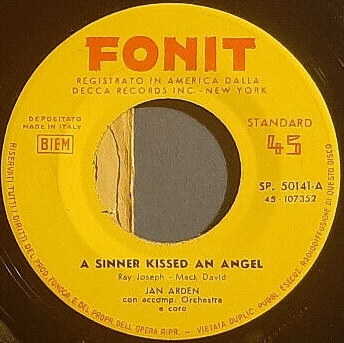 FONIT
REGISTRATO IN AMERICA DALLA
DECCA RECORDS INC. - NEW YORK
DEPOSITATO
MADE IN ITALY
BIEM
STANDARD
45
SP. 50141-A
45 - 107352
A SINNER KISSED AN ANGEL
Ray Joseph - Mack David
JAN ARDEN
con accomp. Orchestra
e coro
RISERVATI TUTTI I DIRITTI DEL PROD. FONOGR. E DEL PROPR. DELL'OPERA RIPR. - VIETATA DUPLIC. PUBBL. ESECUZ. RADIODIFFUSIONE DI QUESTO DISCO